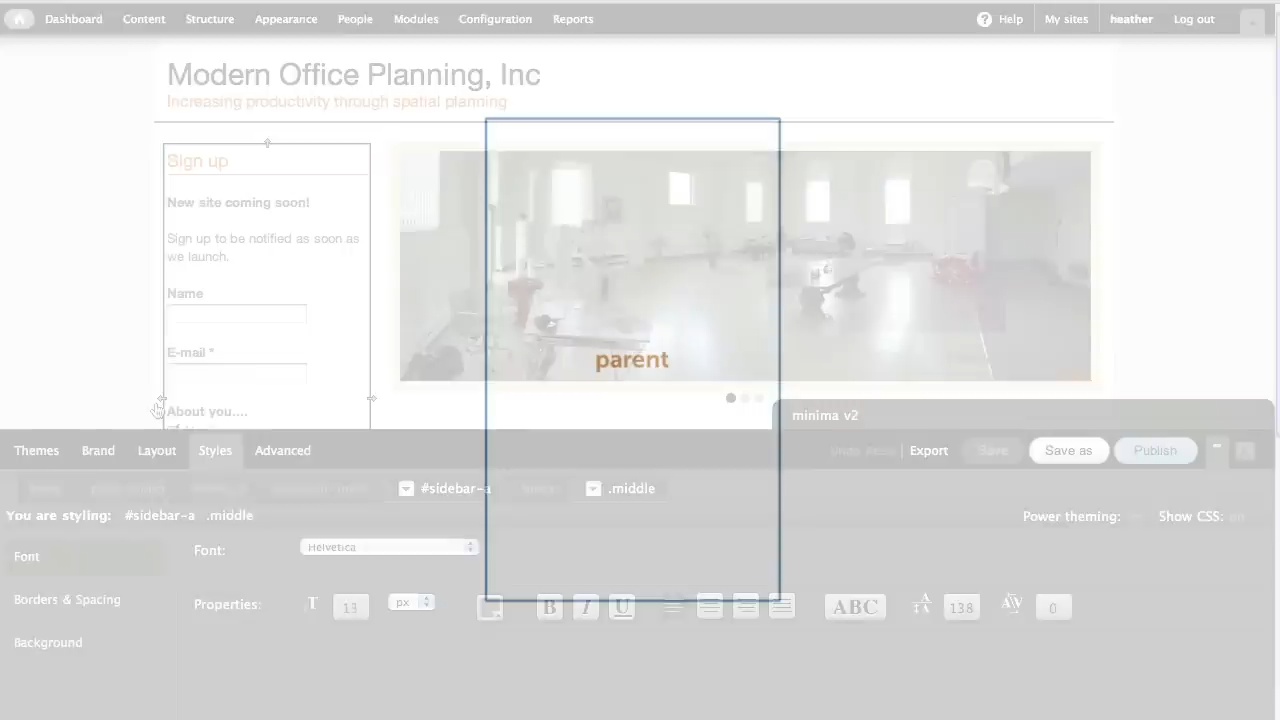 Dashboard Content Structure Appearance People Modules Configuration Reports ? Help My sites heather Log out
Modern Office Planning, Inc
Increasing productivity through spatial planning
Sign up
New site coming soon!
Sign up to be notified as soon as
we launch.
Name
E-mail *
parent
About you....
minima v2
Themes Brand Layout Styles Advanced Export Save Save as Publish
#sidebar-a .middle
You are styling: #sidebar-a .middle Power theming: Show CSS:
Font
Font: Helvetica
Borders & Spacing
Properties: T 13 px B I U ABC 138 AV 0
Background